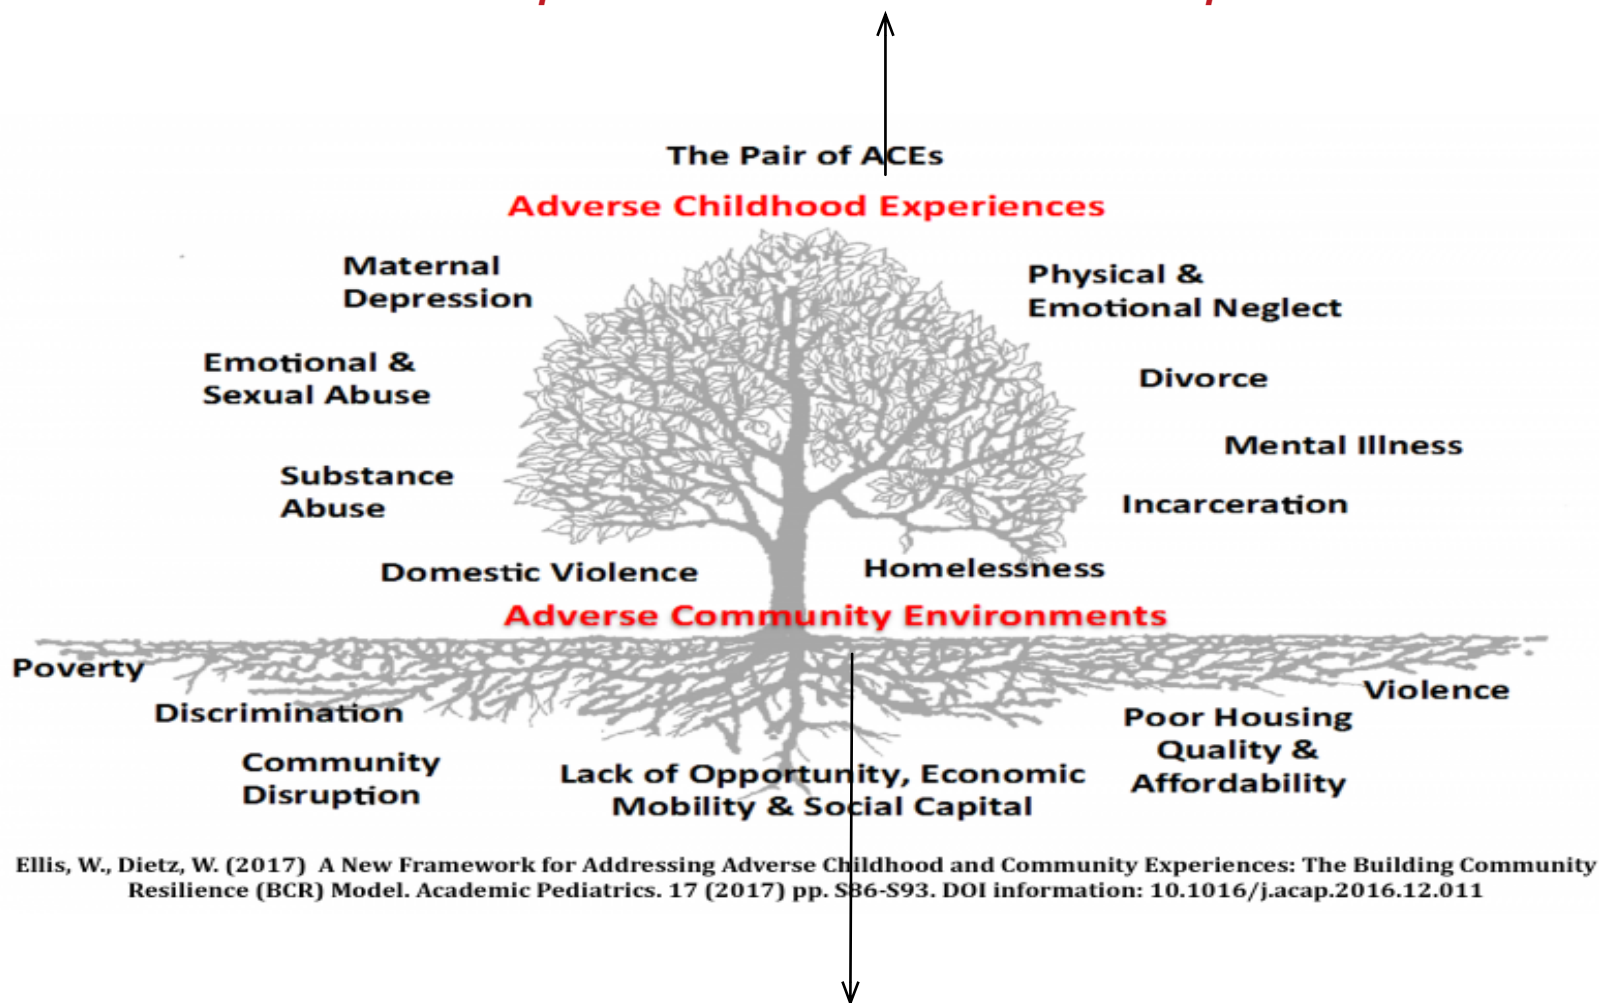 The Pair of ACEs
Adverse Childhood Experiences
Maternal
Depression
Physical &
Emotional Neglect
Emotional &
Sexual Abuse
Divorce
Mental Illness
Substance
Abuse
Incarceration
Domestic Violence
Homelessness
Adverse Community Environments
Poverty
Violence
Discrimination
Poor Housing
Quality &
Affordability
Community
Disruption
Lack of Opportunity, Economic
Mobility & Social Capital
Ellis, W., Dietz, W. (2017) A New Framework for Addressing Adverse Childhood and Community Experiences: The Building Community
Resilience (BCR) Model. Academic Pediatrics. 17 (2017) pp. S86-S93. DOI information: 10.1016/j.acap.2016.12.011